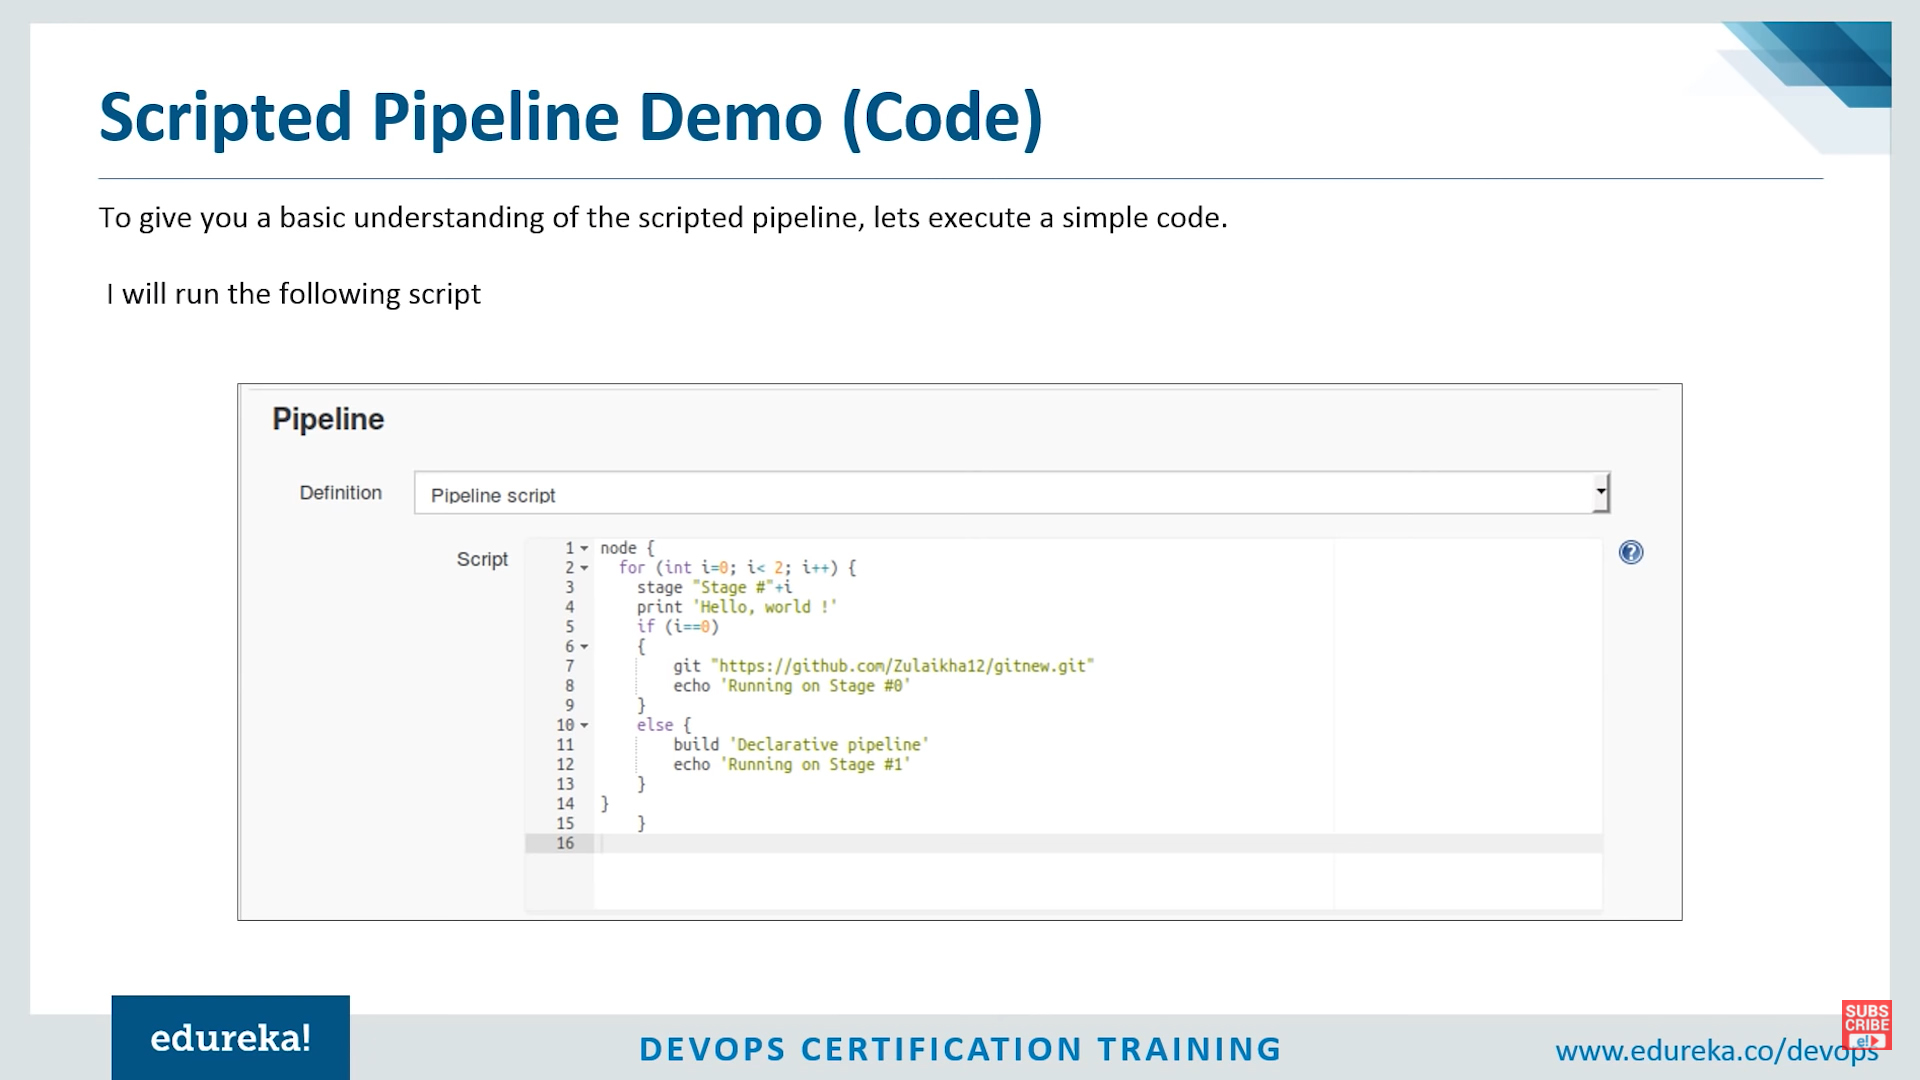 Scripted Pipeline Demo (Code)
To give you a basic understanding of the scripted pipeline, lets execute a simple code.
I will run the following script
Pipeline
Definition
Pipeline script
Script
1 node {
2 for (int i=0; i< 2; i++) {
3 stage "Stage #"+i
4 print 'Hello, world !'
5 if (i==0)
6 {
7 git "https://github.com/Zulaikha12/gitnew.git"
8 echo 'Running on Stage #0'
9 }
10 else {
11 build 'Declarative pipeline'
12 echo 'Running on Stage #1'
13 }
14 }
15 }
16
?
edureka!
DEVOPS CERTIFICATION TRAINING
www.edureka.co/devops
SUBS
CRIBE
e!